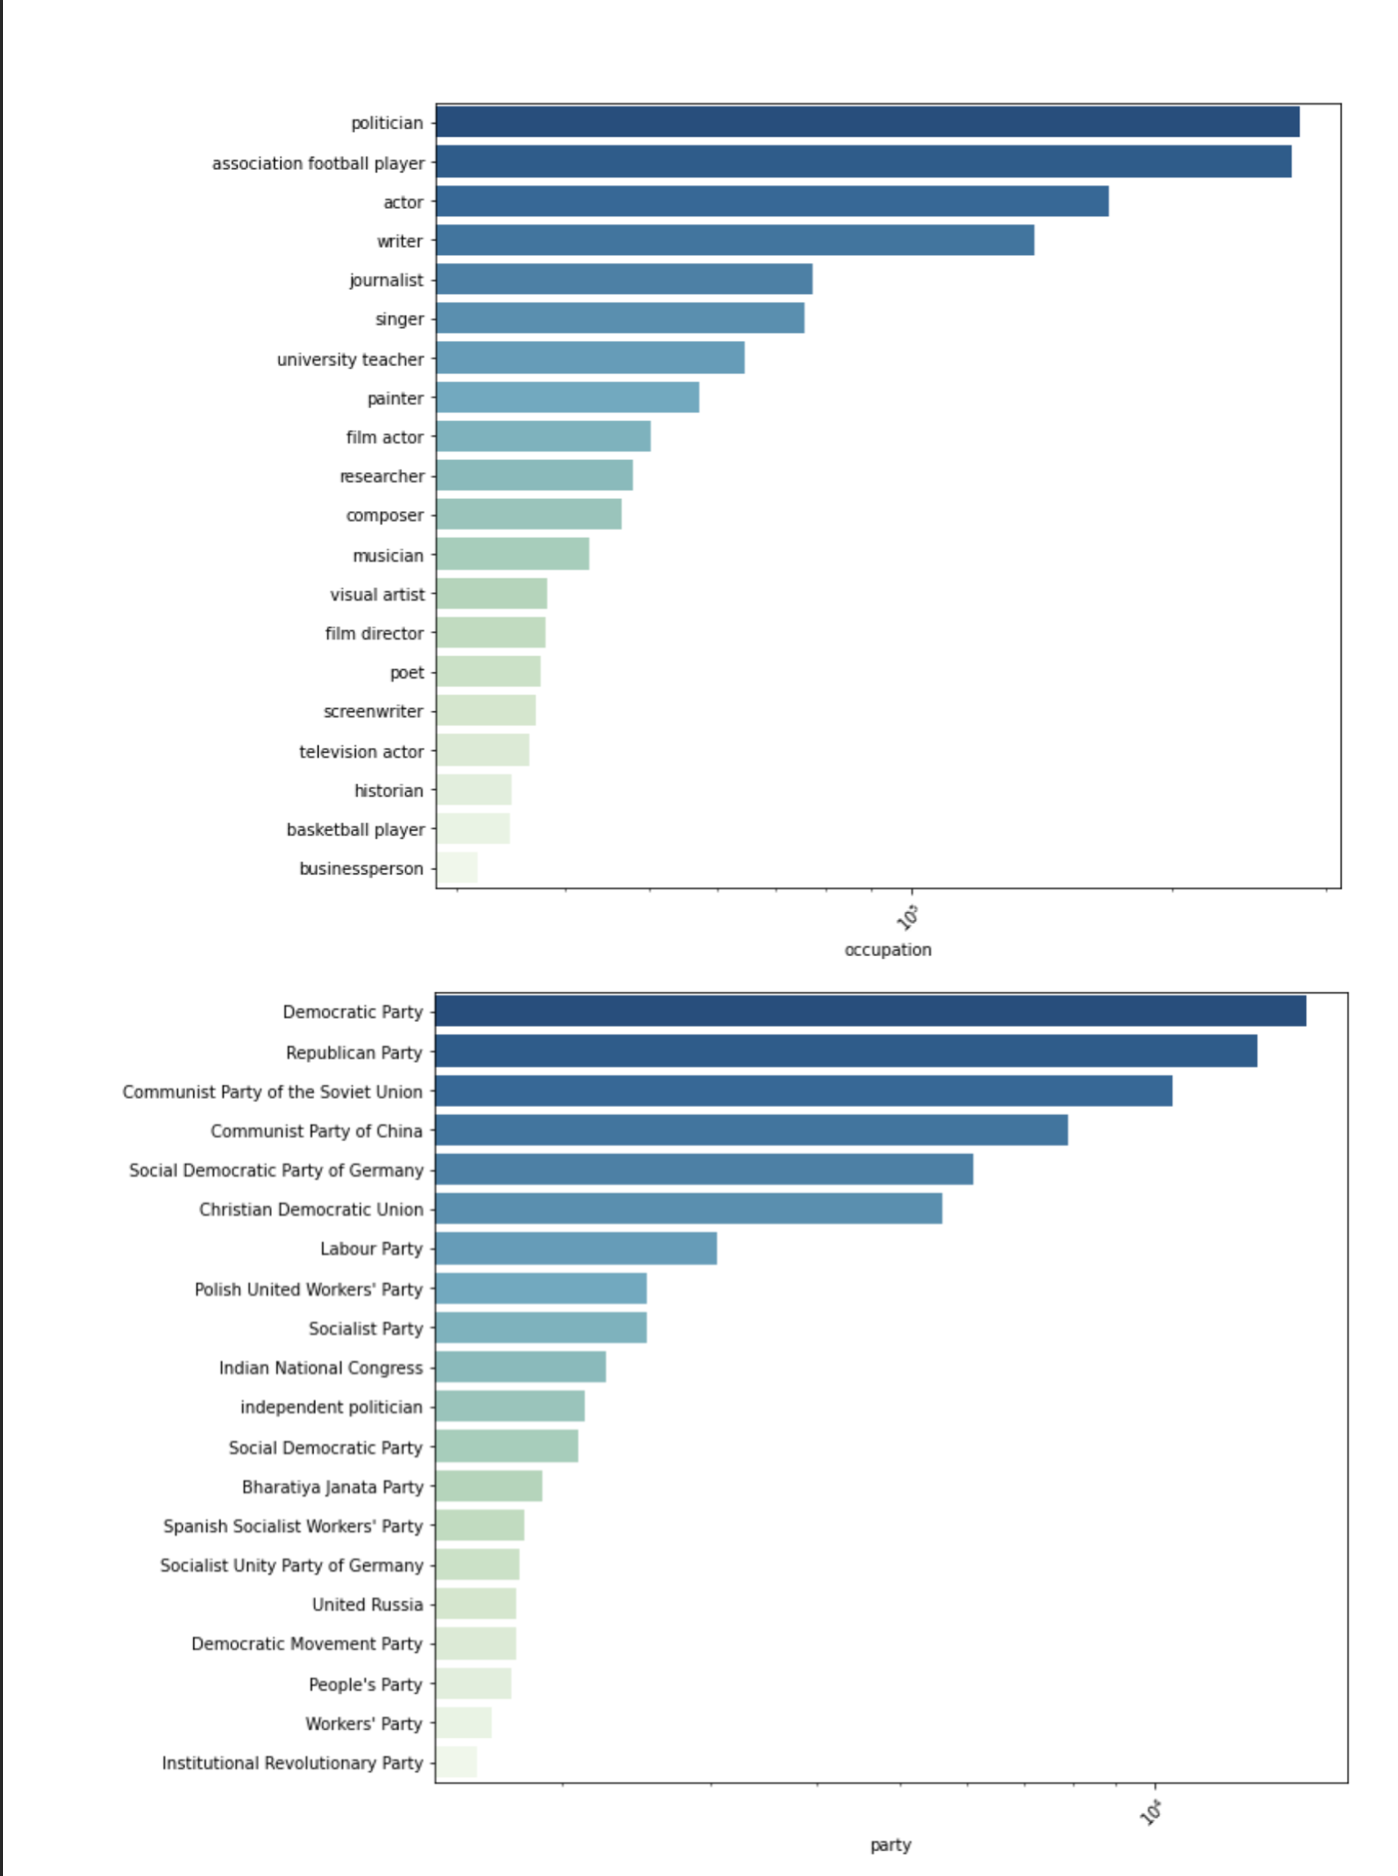 politician
association football player
actor
writer
journalist
singer
university teacher
painter
film actor
researcher
composer
musician
visual artist
film director
poet
screenwriter
television actor
historian
basketball player
businessperson
10⁵
occupation
Democratic Party
Republican Party
Communist Party of the Soviet Union
Communist Party of China
Social Democratic Party of Germany
Christian Democratic Union
Labour Party
Polish United Workers' Party
Socialist Party
Indian National Congress
independent politician
Social Democratic Party
Bharatiya Janata Party
Spanish Socialist Workers' Party
Socialist Unity Party of Germany
United Russia
Democratic Movement Party
People's Party
Workers' Party
Institutional Revolutionary Party
10⁴
party